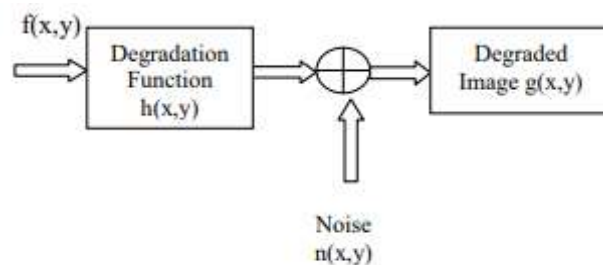 f(x,y)
Degradation
Function
h(x,y)
Degraded
Image g(x,y)
Noise
n(x,y)